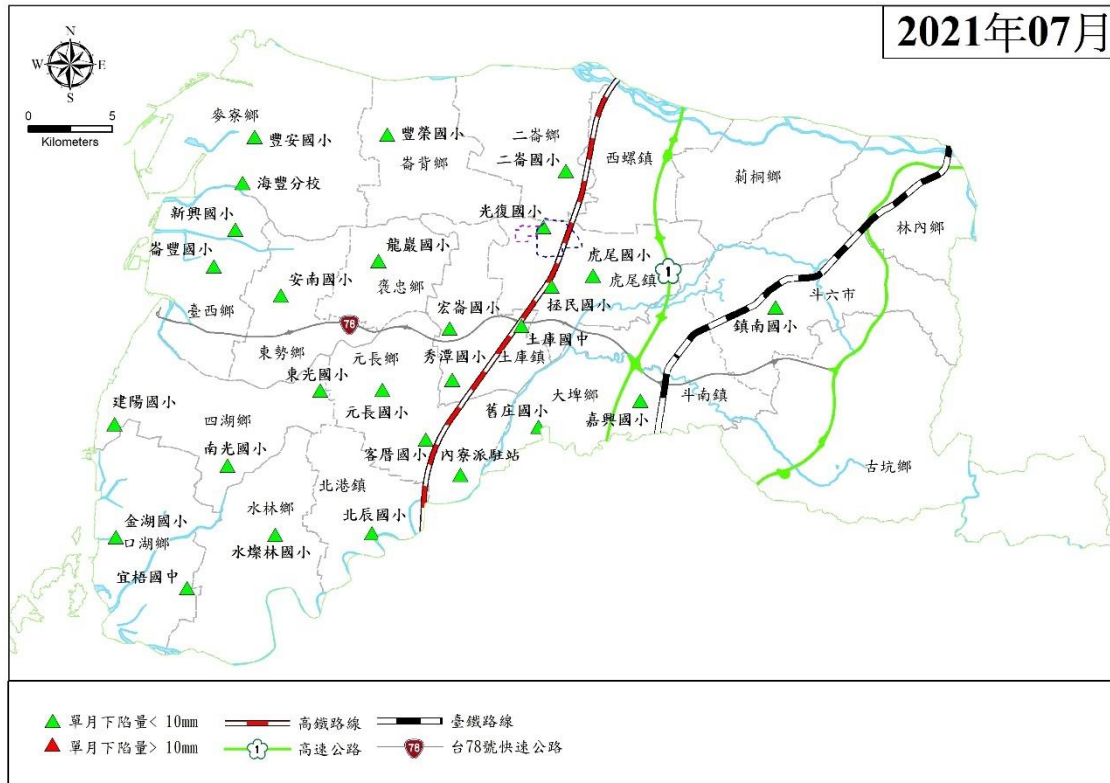 2021年07月
N
W
E
S
0
5
Kilometers
麥寮鄉
豐安國小
豐榮國小
崙背鄉
二崙鄉
二崙國小
西螺鎮
莿桐鄉
林內鄉
海豐分校
新興國小
崙豐國小
光復國小
龍巖國小
褒忠鄉
虎尾國小
虎尾鎮
1
斗六市
安南國小
臺西鄉
拯民國小
宏崙國小
鎮南國小
78
土庫國中
東勢鄉
元長鄉
秀潭國小
土庫鎮
東光國小
元長國小
大埤鄉
斗南鎮
建陽國小
四湖鄉
舊庄國小
嘉興國小
南光國小
客厝國小
內寮派駐站
古坑鄉
北港鎮
水林鄉
北辰國小
金湖國小
口湖鄉
水燦林國小
宜梧國中
單月下陷量< 10mm
高鐵路線
臺鐵路線
單月下陷量> 10mm
1
高速公路
78
台78號快速公路